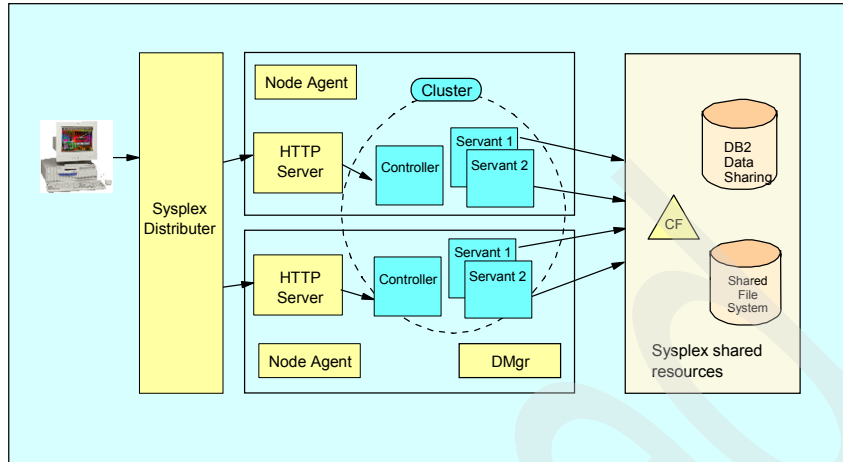 Sysplex
Distributer
Node Agent
HTTP
Server
Cluster
Controller
Servant 1
Servant 2
HTTP
Server
Controller
Servant 1
Servant 2
Node Agent
DMgr
DB2
Data
Sharing
CF
Shared
File
System
Sysplex shared
resources